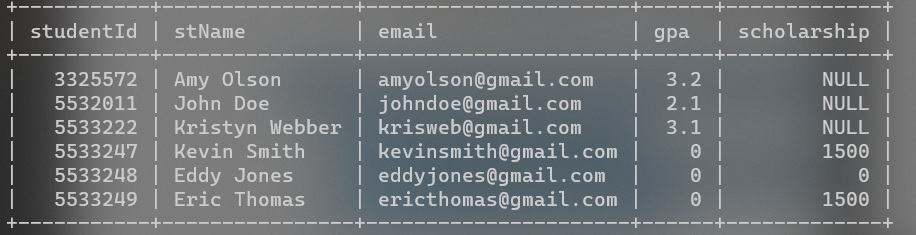 +-----------+----------------+----------------------+------+-------------+
| studentId | stName         | email                | gpa  | scholarship |
+-----------+----------------+----------------------+------+-------------+
|   3325572 | Amy Olson      | amyolson@gmail.com   |  3.2 |        NULL |
|   5532011 | John Doe       | johndoe@gmail.com    |  2.1 |        NULL |
|   5533222 | Kristyn Webber | krisweb@gmail.com    |  3.1 |        NULL |
|   5533247 | Kevin Smith    | kevinsmith@gmail.com |    0 |        1500 |
|   5533248 | Eddy Jones     | eddyjones@gmail.com  |    0 |           0 |
|   5533249 | Eric Thomas    | ericthomas@gmail.com |    0 |        1500 |
+-----------+----------------+----------------------+------+-------------+